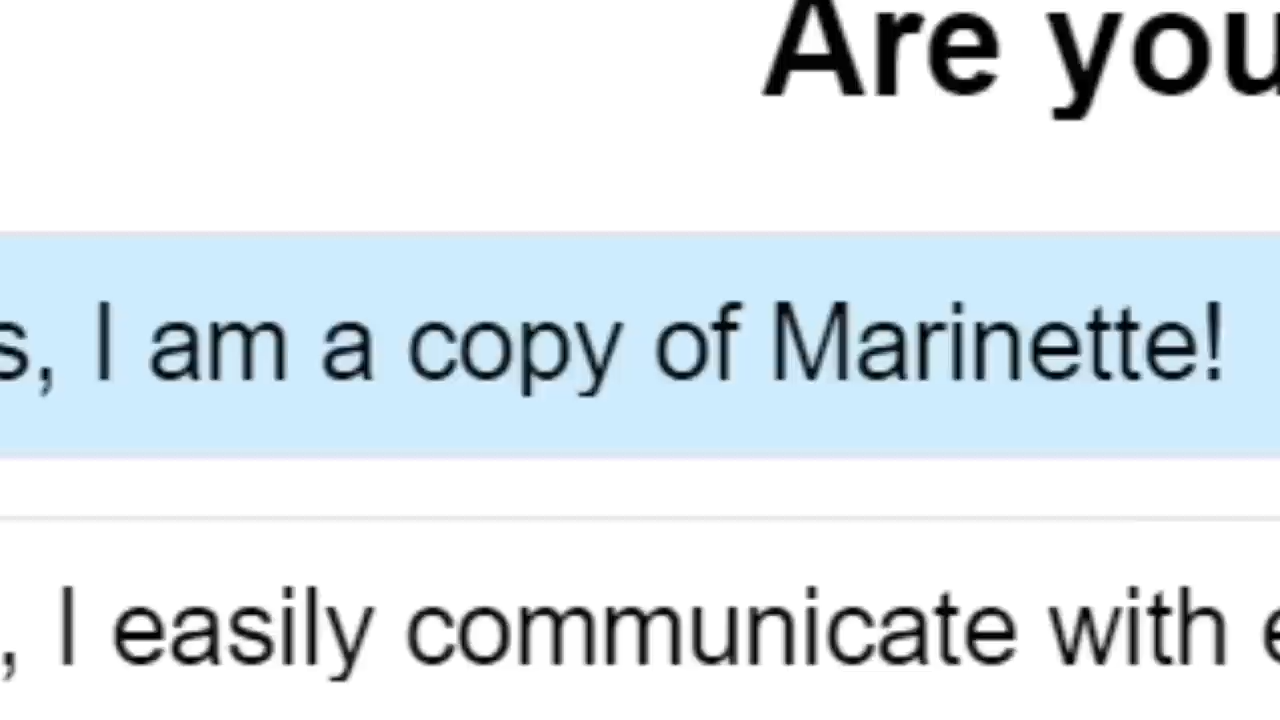 Are you
s, I am a copy of Marinette!
, I easily communicate with